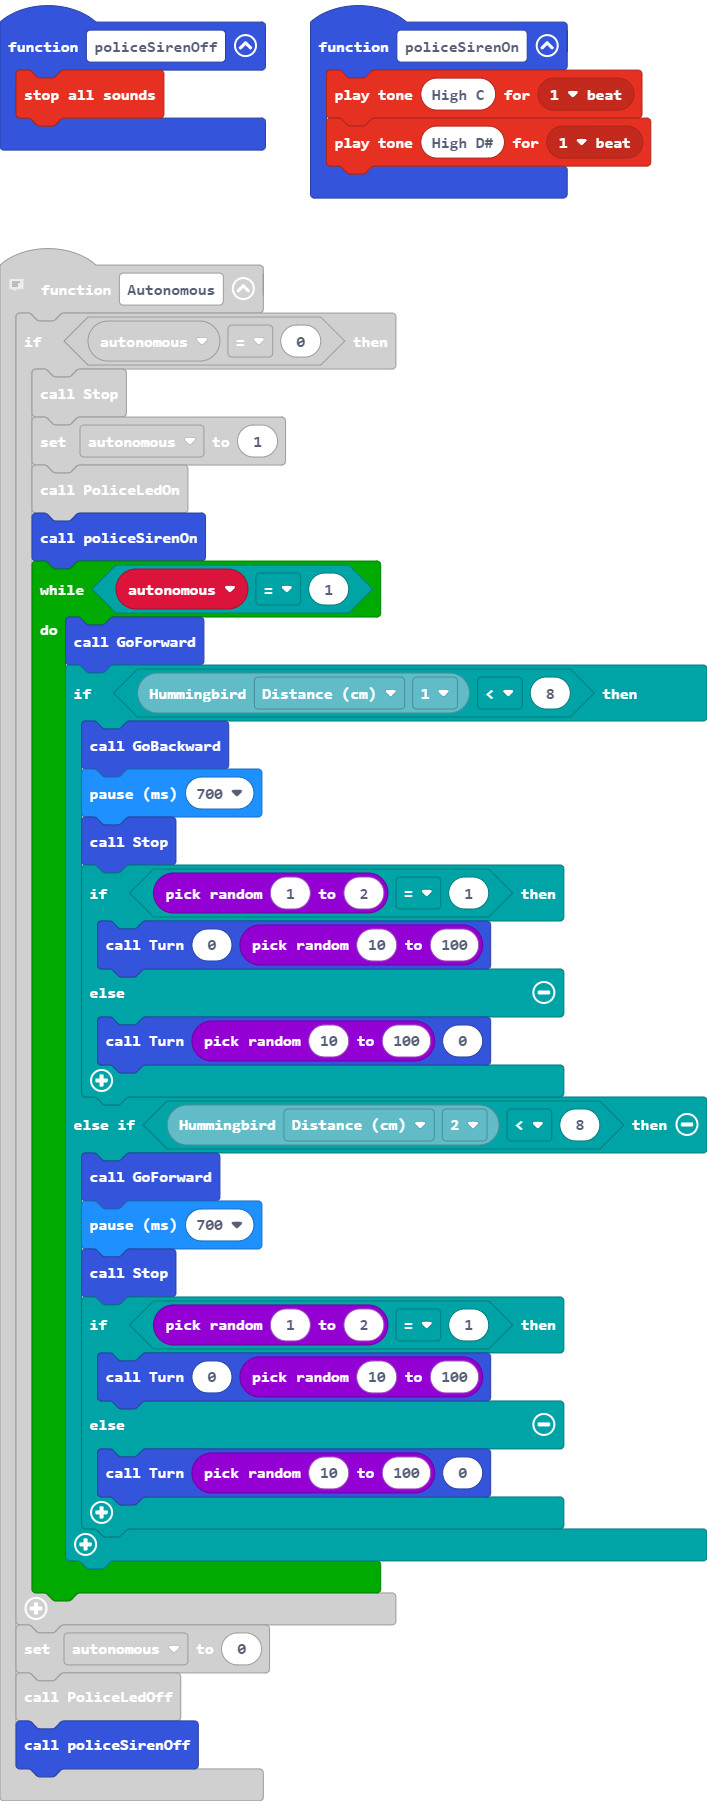 function policeSirenOff
stop all sounds
function policeSirenOn
play tone High C for 1 beat
play tone High D# for 1 beat
function Autonomous
if autonomous = 0 then
call Stop
set autonomous to 1
call PoliceLedOn
call policeSirenOn
while autonomous = 1
do
call GoForward
if Hummingbird Distance (cm) 1 < 8 then
call GoBackward
pause (ms) 700
call Stop
if pick random 1 to 2 = 1 then
call Turn 0 pick random 10 to 100
else
call Turn pick random 10 to 100 0
else if Hummingbird Distance (cm) 2 < 8 then
call GoForward
pause (ms) 700
call Stop
if pick random 1 to 2 = 1 then
call Turn 0 pick random 10 to 100
else
call Turn pick random 10 to 100 0
set autonomous to 0
call PoliceLedOff
call policeSirenOff